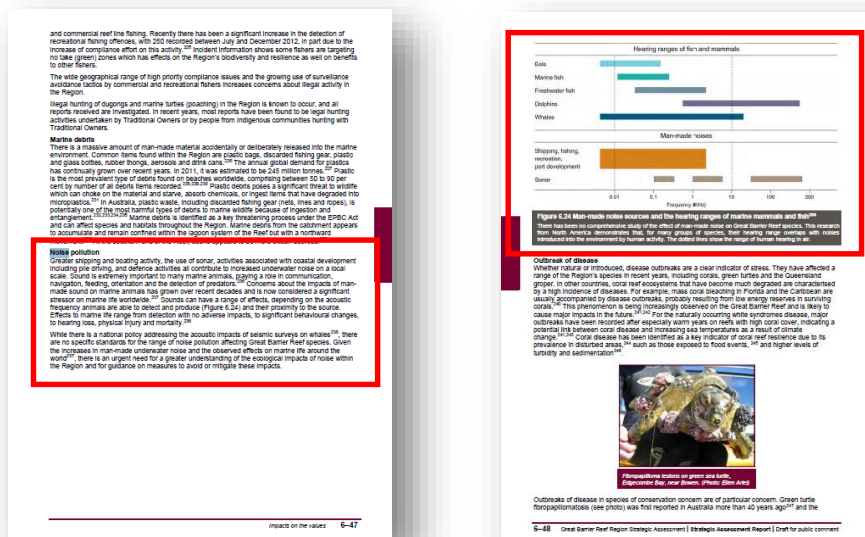 and commercial reef line fishing. Recently there has been a significant increase in the detection of
recreational fishing offences, with 250 recorded between July and December 2012, in part due to the
increase of compliance effort on this activity. Incident information shows some fishers are targeting
no take (green) zones which has effects on the Region's biodiversity and resilience as well on benefits
to other fishers.
The wide geographical range of high priority compliance issues and the growing use of surveillance
avoidance tactics by commercial and recreational fishers increases concerns about illegal activity in
the Region.
Illegal hunting of dugongs and marine turtles (poaching) in the Region is known to occur, and all
reports received are investigated. In recent years, most reports have been found to be legal hunting
activities undertaken by Traditional Owners or by people from indigenous communities hunting with
Traditional Owners.
Marine debris
There is a massive amount of man-made material accidentally or deliberately released into the marine
environment. Common items found within the Region are plastic bags, discarded fishing gear, plastic
and glass bottles, rubber thongs, aerosols and drink cans. The annual global demand for plastics
has continually grown over recent years. In 2011, it was estimated to be 245 million tonnes. Plastic
is the most prevalent type of debris found on beaches worldwide, comprising between 50 to 90 per
cent by number of all debris items recorded. Plastic debris poses a significant threat to wildlife
which can choke on the material and starve, absorb chemicals, or ingest items that have degraded into
microplastics. In Australia, plastic waste, including discarded fishing gear (nets, lines and ropes), is
potentially one of the most harmful types of debris to marine wildlife because of ingestion and
entanglement. Marine debris is identified as a key threatening process under the EPBC Act
and can affect species and habitats throughout the Region. Marine debris from the catchment appears
to accumulate and remain confined within the lagoon system of the Reef but with a northward
Noise pollution
Greater shipping and boating activity, the use of sonar, activities associated with coastal development
including pile driving, and defence activities all contribute to increased underwater noise on a local
scale. Sound is extremely important to many marine animals, playing a role in communication,
navigation, feeding, orientation and the detection of predators. Concerns about the impacts of man-
made sound on marine animals has grown over recent decades and is now considered a significant
stressor on marine life worldwide. Sounds can have a range of effects, depending on the acoustic
frequency animals are able to detect and produce (Figure 6.24) and their proximity to the source.
Effects to marine life range from detection with no adverse impacts, to significant behavioural changes,
to hearing loss, physical injury and mortality.
While there is a national policy addressing the acoustic impacts of seismic surveys on whales, there
are no specific standards for the range of noise pollution affecting Great Barrier Reef species. Given
the increases in man-made underwater noise and the observed effects on marine life around the
world, there is an urgent need for a greater understanding of the ecological impacts of noise within
the Region and for guidance on measures to avoid or mitigate these impacts.
Impacts on the values 6–47
Hearing ranges of fish and mammals
Eels
Marine fish
Freshwater fish
Dolphins
Whales
Man-made noises
Shipping, fishing,
recreation,
port development
Sonar
0.01 0.1 1 10 100
Frequency (KHz)
Figure 6.24 Man-made noise sources and the hearing ranges of marine mammals and fish
There has been no comprehensive study of the effect of man-made noise on Great Barrier Reef species. This research
from North America demonstrates that, for many groups of species, their hearing range overlaps with noises
introduced into the environment by human activity. The dotted lines show the range of human hearing in air.
Outbreak of disease
Whether natural or introduced, disease outbreaks are a clear indicator of stress. They have affected a
range of the Region's species in recent years, including corals, green turtles and the Queensland
groper. In other countries, coral reef ecosystems that have become much degraded are characterised
by a high incidence of diseases. For example, mass coral bleaching in Florida and the Caribbean are
usually accompanied by disease outbreaks, probably resulting from low energy reserves in surviving
corals. This phenomenon is being increasingly observed on the Great Barrier Reef and is likely to
cause major impacts in the future. For the naturally occurring white syndromes disease, major
outbreaks have been recorded after especially warm years on reefs with high coral cover, indicating a
potential link between coral disease and increasing sea temperatures as a result of climate
change. Coral disease has been identified as a key indicator of coral reef resilience due to its
prevalence in disturbed areas, such as those exposed to flood events, and higher levels of
turbidity and sedimentation.
Fibropapilloma lesions on green sea turtle,
Edgecombe Bay, near Bowen. (Photo: Ellen Ariel)
Outbreaks of disease in species of conservation concern are of particular concern. Green turtle
fibropapillomatosis (see photo) was first reported in Australia more than 40 years ago and the
6–48 Great Barrier Reef Region Strategic Assessment | Strategic Assessment Report | Draft for public comment